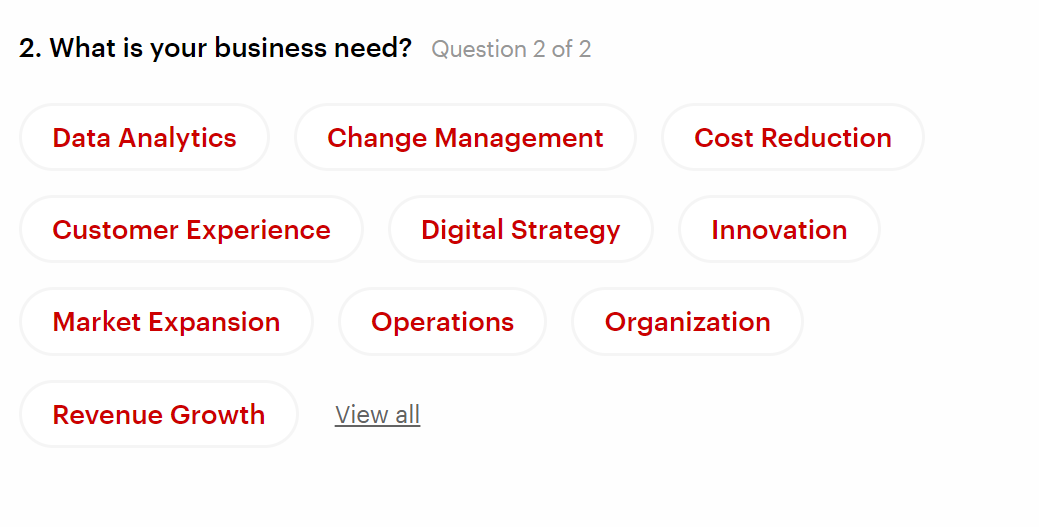 2. What is your business need? Question 2 of 2
Data Analytics Change Management Cost Reduction
Customer Experience Digital Strategy Innovation
Market Expansion Operations Organization
Revenue Growth View all